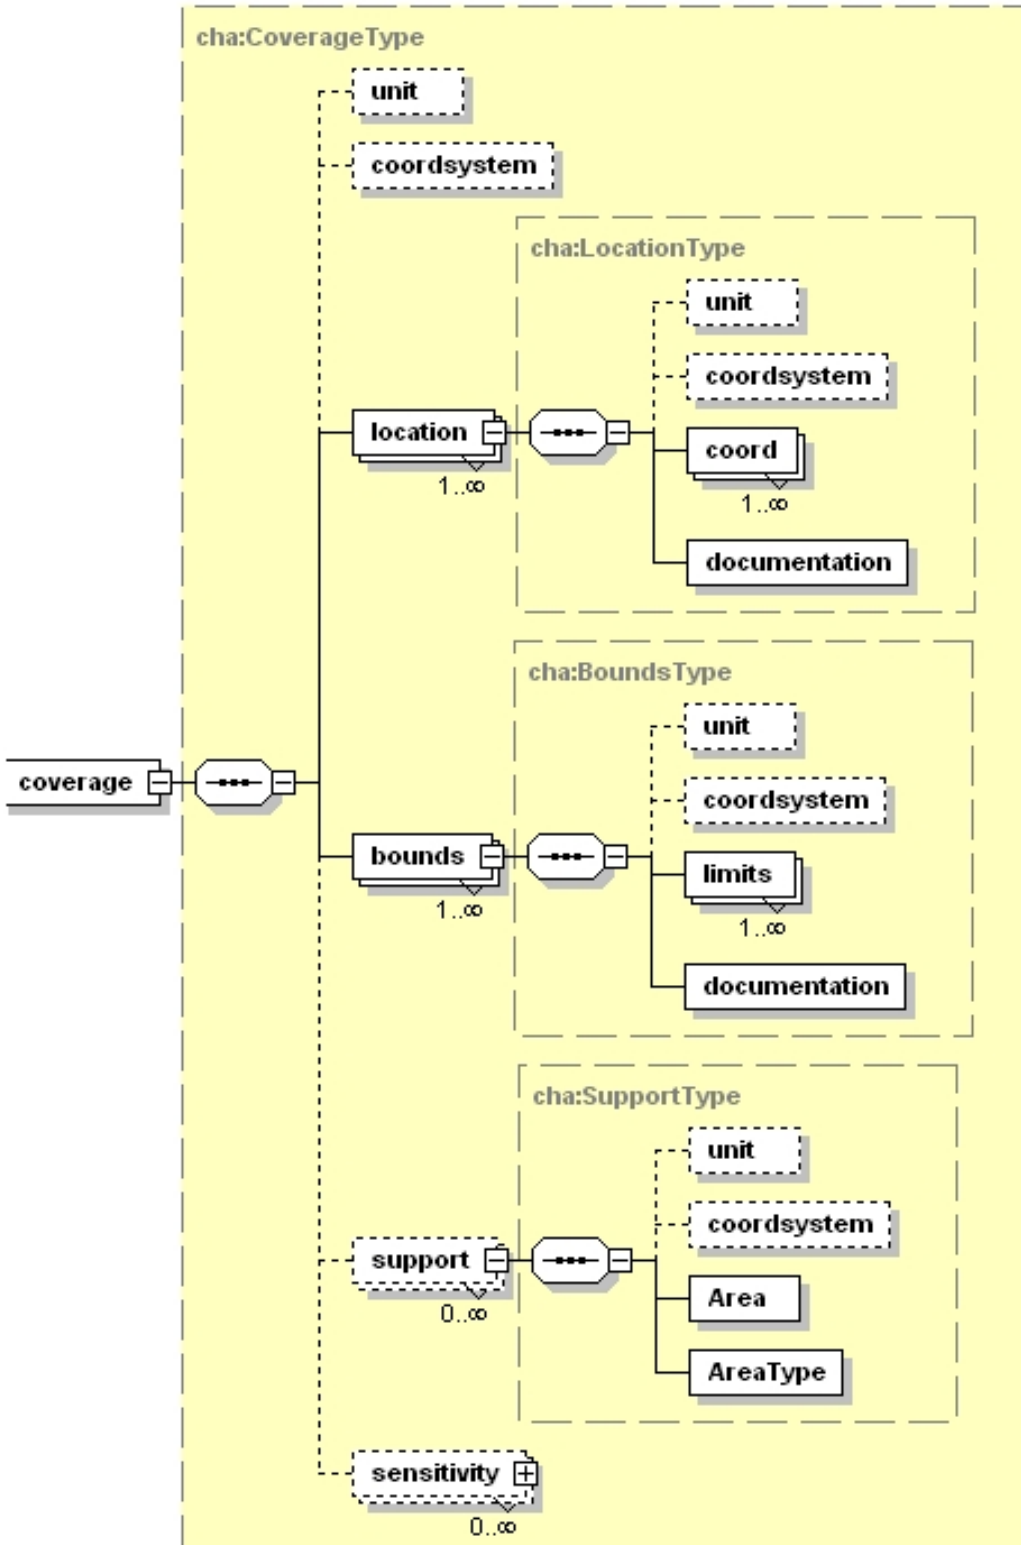 cha:CoverageType
unit
coordsystem
cha:LocationType
unit
coordsystem
location
1..∞
coord
1..∞
documentation
cha:BoundsType
unit
coordsystem
coverage
bounds
1..∞
limits
1..∞
documentation
cha:SupportType
unit
coordsystem
support
0..∞
Area
AreaType
sensitivity
0..∞